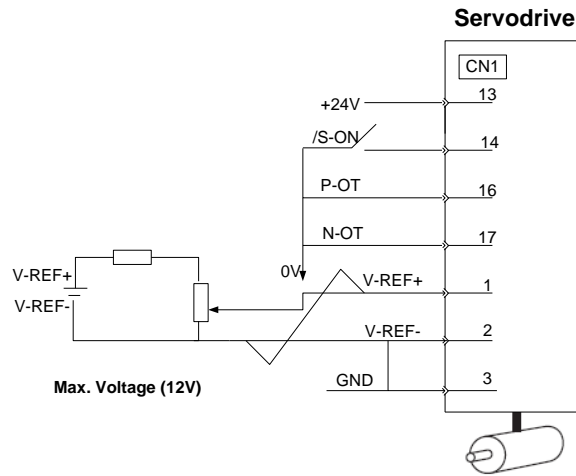 Servodrive
CN1
+24V 13
/S-ON 14
P-OT 16
N-OT 17
0V
V-REF+ V-REF+ 1
V-REF- V-REF- 2
GND 3
Max. Voltage (12V)